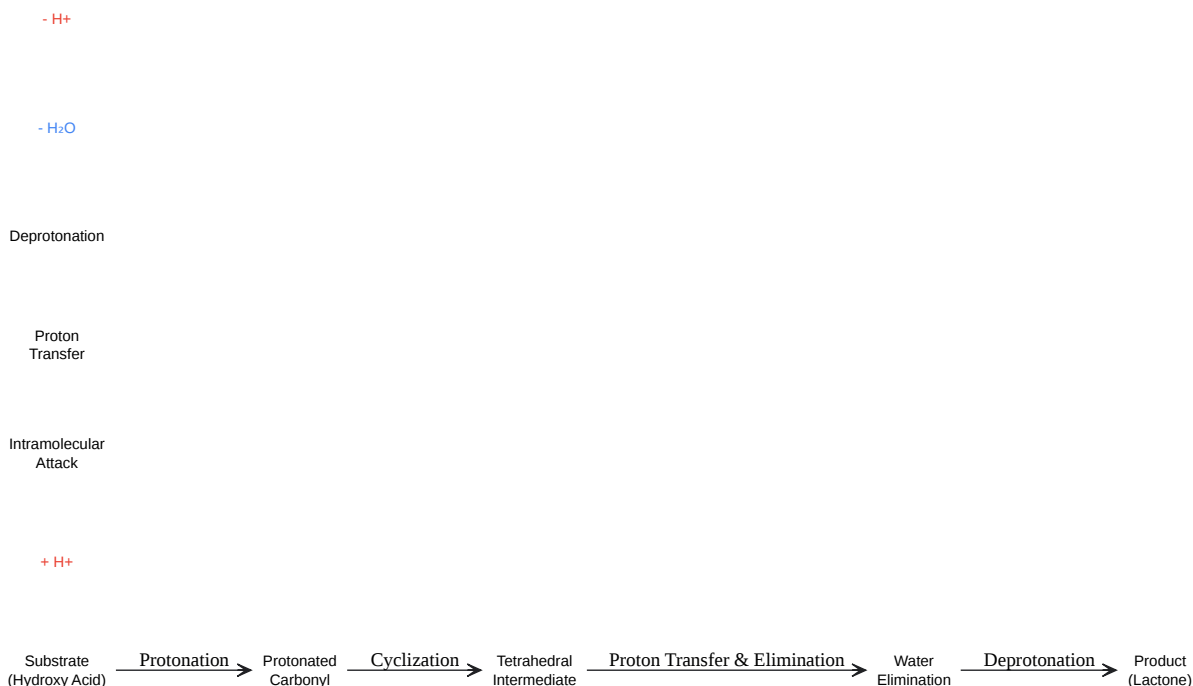 - H+
- H₂O
Deprotonation
Proton
Transfer
Intramolecular
Attack
+ H+
Substrate
(Hydroxy Acid)
Protonation
Protonated
Carbonyl
Cyclization
Tetrahedral
Intermediate
Proton Transfer & Elimination
Water
Elimination
Deprotonation
Product
(Lactone)